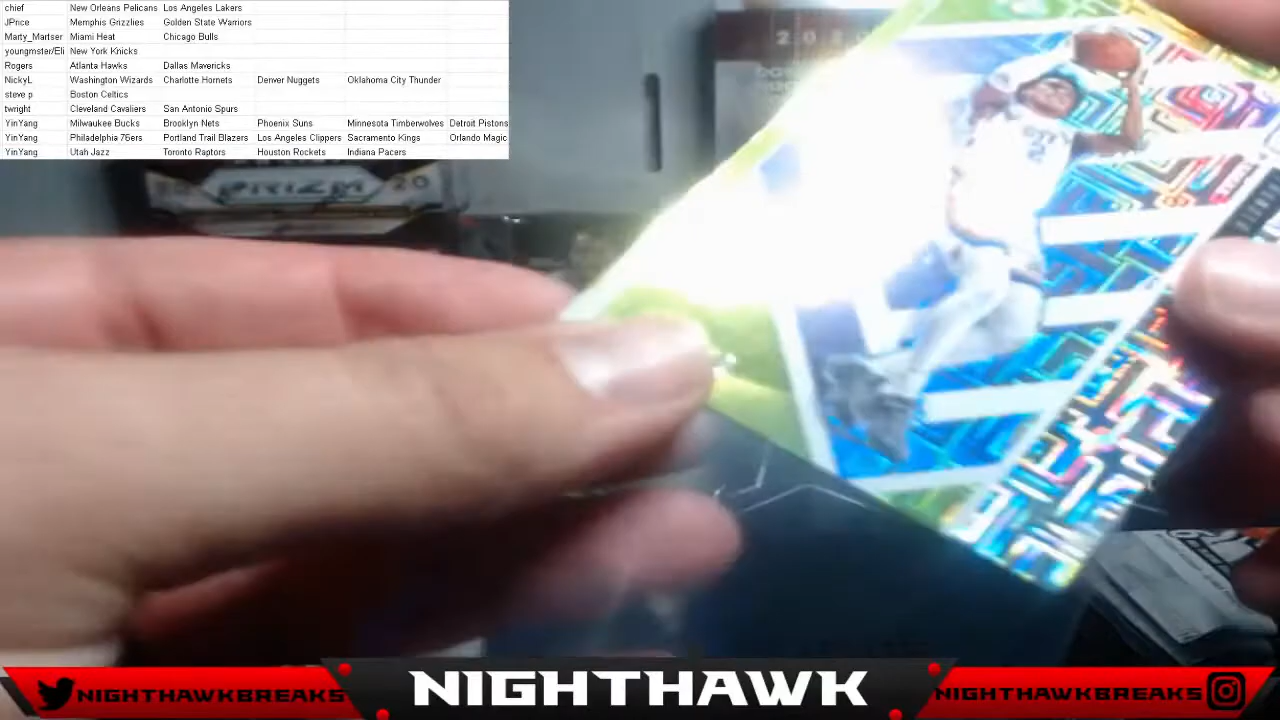 chief New Orleans Pelicans Los Angeles Lakers
JPrice Memphis Grizzlies Golden State Warriors
Marty_Martser Miami Heat Chicago Bulls
youngmster/Eli New York Knicks
Rogers Atlanta Hawks Dallas Mavericks
NickyL Washington Wizards Charlotte Hornets Denver Nuggets Oklahoma City Thunder
steve p Boston Celtics
twright Cleveland Cavaliers San Antonio Spurs
YinYang Milwaukee Bucks Brooklyn Nets Phoenix Suns Minnesota Timberwolves Detroit Pistons
YinYang Philadelphia 76ers Portland Trail Blazers Los Angeles Clippers Sacramento Kings Orlando Magic
YinYang Utah Jazz Toronto Raptors Houston Rockets Indiana Pacers
20 PRIZM 20
NIGHTHAWKBREAKS NIGHTHAWK NIGHTHAWKBREAKS